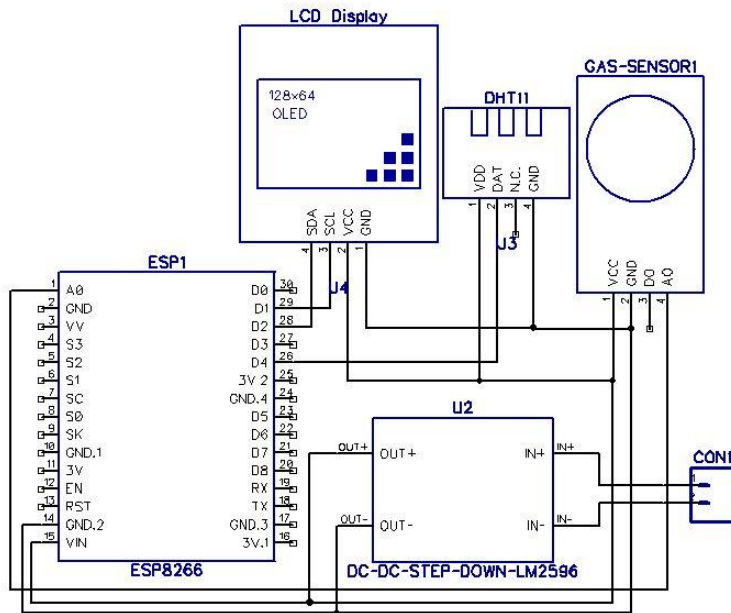 LCD Display
128x64
OLED
SDA
SCL
VCC
GND
4
3
2
1
J4
DHT11
VDD
DAT
N.C.
GND
1
2
3
4
J3
GAS-SENSOR1
VCC
GND
DO
AO
1
2
3
4
ESP1
1 A0 D0 30
2 GND D1 29
3 VV D2 28
4 S3 D3 27
5 S2 D4 26
6 S1 3V 2 25
7 SC GND.4 24
8 S0 D5 23
9 SK D6 22
10 GND.1 D7 21
11 3V D8 20
12 EN RX 19
13 RST TX 18
14 GND.2 GND.3 17
15 VIN 3V.1 16
ESP8266
U2
OUT+ OUT+ IN+ IN+
OUT- OUT- IN- IN-
DC-DC-STEP-DOWN-LM2596
CON1
1